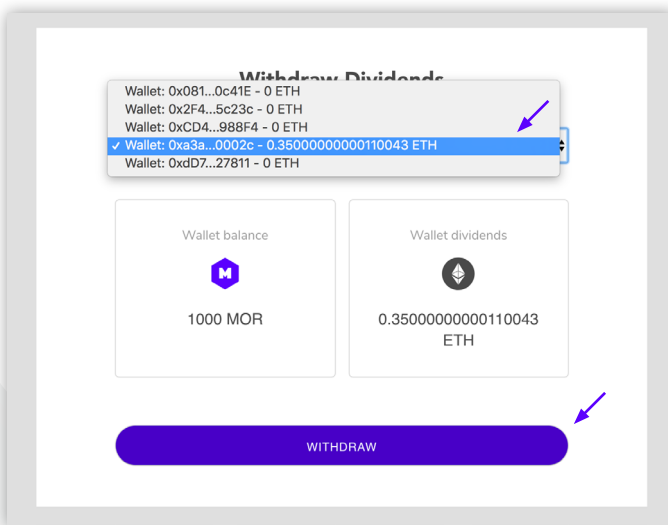 Withdraw Dividends
Wallet: 0x081...0c41E - 0 ETH
Wallet: 0x2F4...5c23c - 0 ETH
Wallet: 0xCD4...988F4 - 0 ETH
✓ Wallet: 0xa3a...0002c - 0.35000000000110043 ETH
Wallet: 0xdD7...27811 - 0 ETH
Wallet balance
M
1000 MOR
Wallet dividends
0.35000000000110043
ETH
WITHDRAW